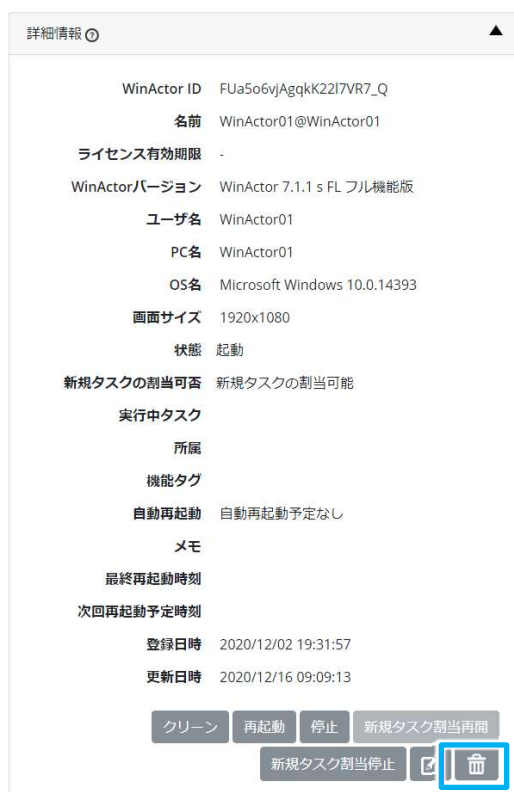 詳細情報 ?
WinActor ID FUa5o6vjAgqkK22l7VR7_Q
名前 WinActor01@WinActor01
ライセンス有効期限 -
WinActorバージョン WinActor 7.1.1 s FL フル機能版
ユーザ名 WinActor01
PC名 WinActor01
OS名 Microsoft Windows 10.0.14393
画面サイズ 1920x1080
状態 起動
新規タスクの割当可否 新規タスクの割当可能
実行中タスク
所属
機能タグ
自動再起動 自動再起動予定なし
メモ
最終再起動時刻
次回再起動予定時刻
登録日時 2020/12/02 19:31:57
更新日時 2020/12/16 09:09:13
クリーン 再起動 停止 新規タスク割当再開
新規タスク割当停止